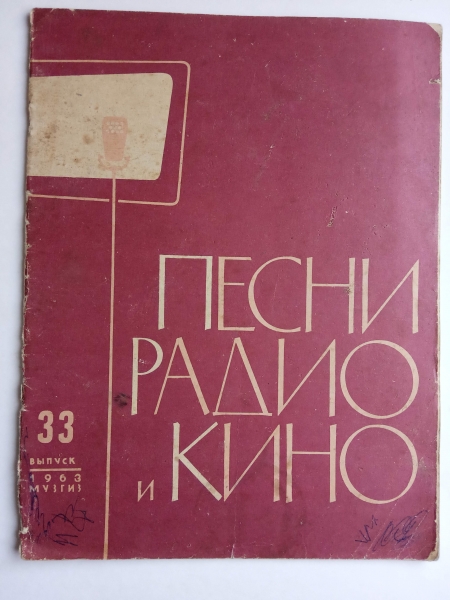 ПЕСНИ
РАДИО
и КИНО
33
ВЫПУСК
1963
МУЗГИЗ